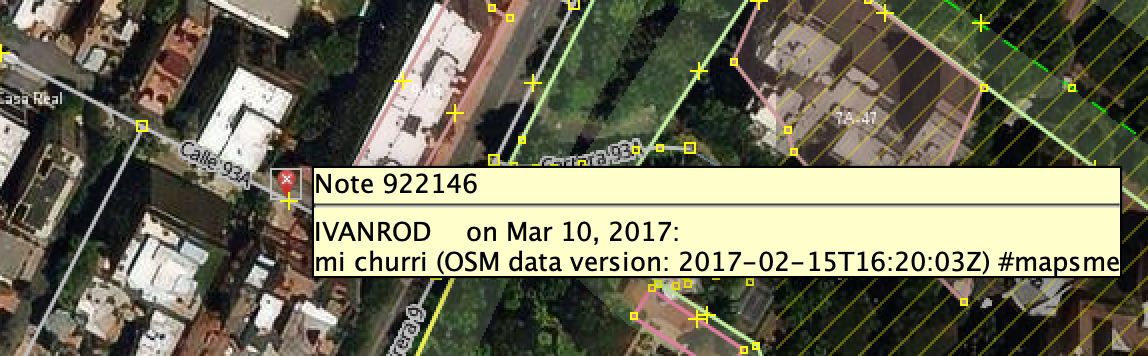 Casa Real
7A-47
Calle 93A
Carrera 93
Note 922146
IVANROD on Mar 10, 2017:
mi churri (OSM data version: 2017-02-15T16:20:03Z) #mapsme